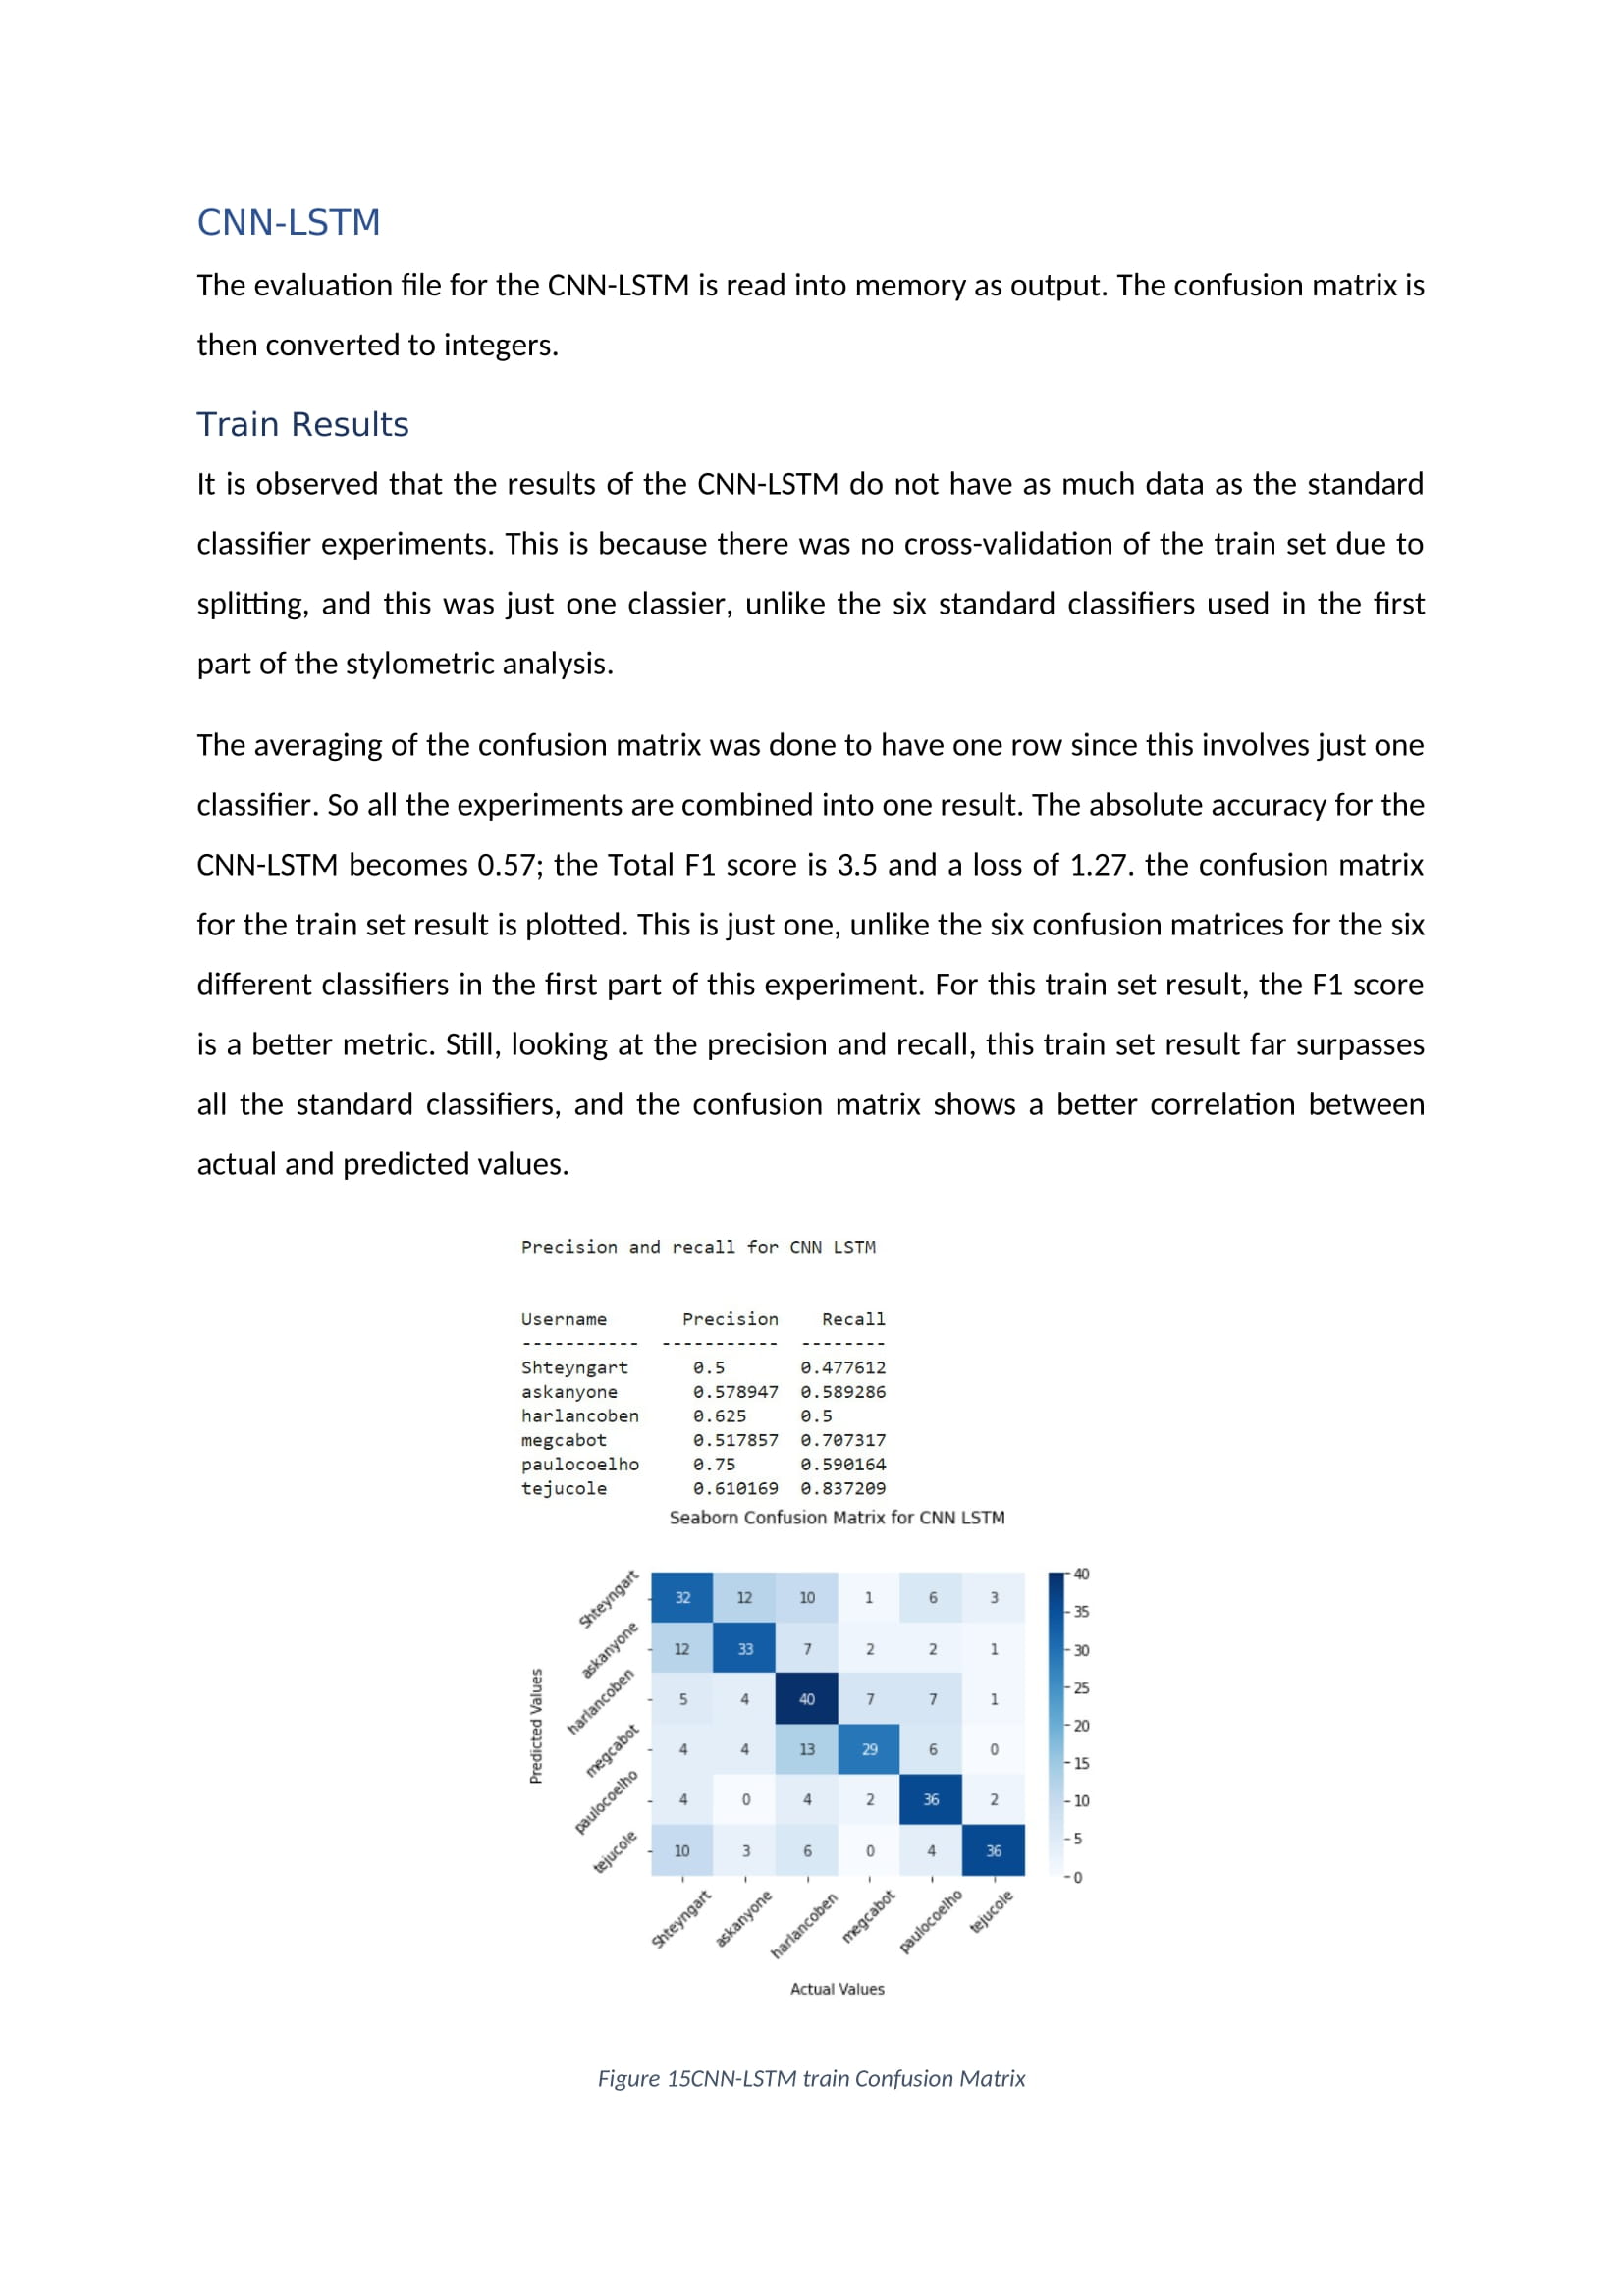 CNN-LSTM
The evaluation file for the CNN-LSTM is read into memory as output. The confusion matrix is
then converted to integers.
Train Results
It is observed that the results of the CNN-LSTM do not have as much data as the standard
classifier experiments. This is because there was no cross-validation of the train set due to
splitting, and this was just one classier, unlike the six standard classifiers used in the first
part of the stylometric analysis.
The averaging of the confusion matrix was done to have one row since this involves just one
classifier. So all the experiments are combined into one result. The absolute accuracy for the
CNN-LSTM becomes 0.57; the Total F1 score is 3.5 and a loss of 1.27. the confusion matrix
for the train set result is plotted. This is just one, unlike the six confusion matrices for the six
different classifiers in the first part of this experiment. For this train set result, the F1 score
is a better metric. Still, looking at the precision and recall, this train set result far surpasses
all the standard classifiers, and the confusion matrix shows a better correlation between
actual and predicted values.
Precision and recall for CNN LSTM
Username Precision Recall
----------- ----------- --------
Shteyngart 0.5 0.477612
askanyone 0.578947 0.589286
harlancoben 0.625 0.5
megcabot 0.517857 0.707317
paulocoelho 0.75 0.590164
tejucole 0.610169 0.837209
Seaborn Confusion Matrix for CNN LSTM
Predicted Values
Shteyngart 32 12 10 1 6 3
askanyone 12 33 7 2 2 1
harlancoben 5 4 40 7 7 1
megcabot 4 4 13 29 6 0
paulocoelho 4 0 4 2 36 2
tejucole 10 3 6 0 4 36
40
35
30
25
20
15
10
5
0
Shteyngart askanyone harlancoben megcabot paulocoelho tejucole
Actual Values
Figure 15CNN-LSTM train Confusion Matrix